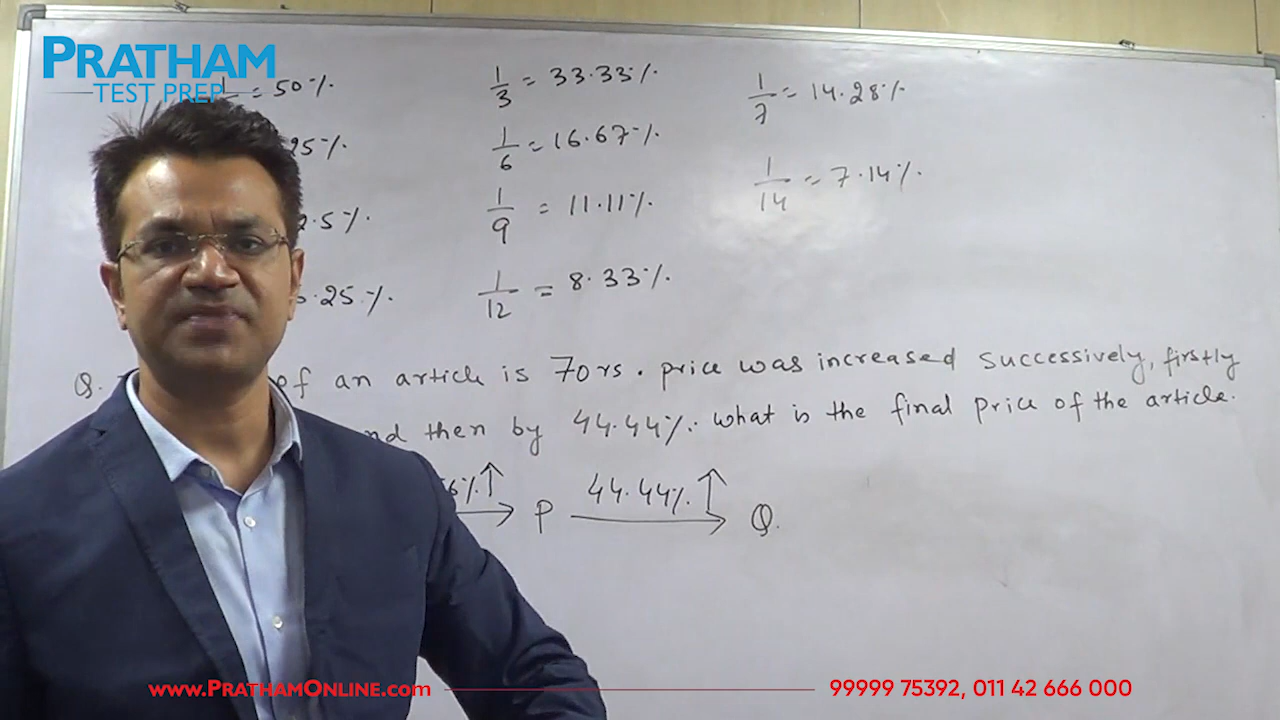 PRATHAM
TEST PREP
= 50%
1/3 = 33.33%
1/7 = 14.28%
25%
1/6 = 16.67%
1/14 = 7.14%
2.5%
1/9 = 11.11%
.25%
1/12 = 8.33%
Q. of an article is 70rs. price was increased successively, firstly
nd then by 44.44%. what is the final price of the article.
6%↑ → P 44.44%↑ → Q.
www.PRATHAMONLINE.com 99999 75392, 011 42 666 000